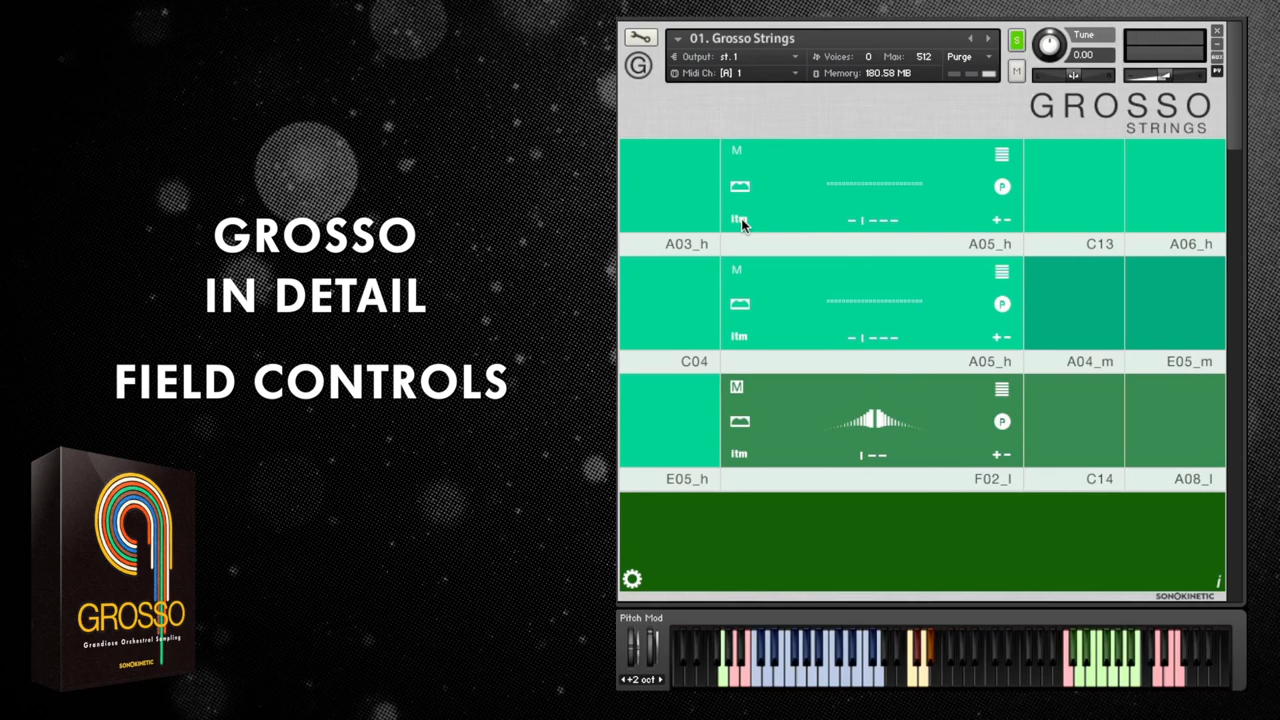 GROSSO
IN DETAIL
FIELD CONTROLS
GROSSO
Grandiose Orchestral Sampling
SONOKINETIC
01. Grosso Strings
Output: st.1
Voices: 0 Max: 512
Purge
Midi Ch: [A] 1
Memory: 180.58 MB
S
M
Tune
0.00
AUX
PV
G
GROSSO
STRINGS
M
P
ltm
+-
A03_h A05_h C13 A06_h
M
P
ltm
+-
C04 A05_h A04_m E05_m
M
P
ltm
+-
E05_h F02_l C14 A08_l
i
SONOKINETIC
Pitch Mod
+2 oct